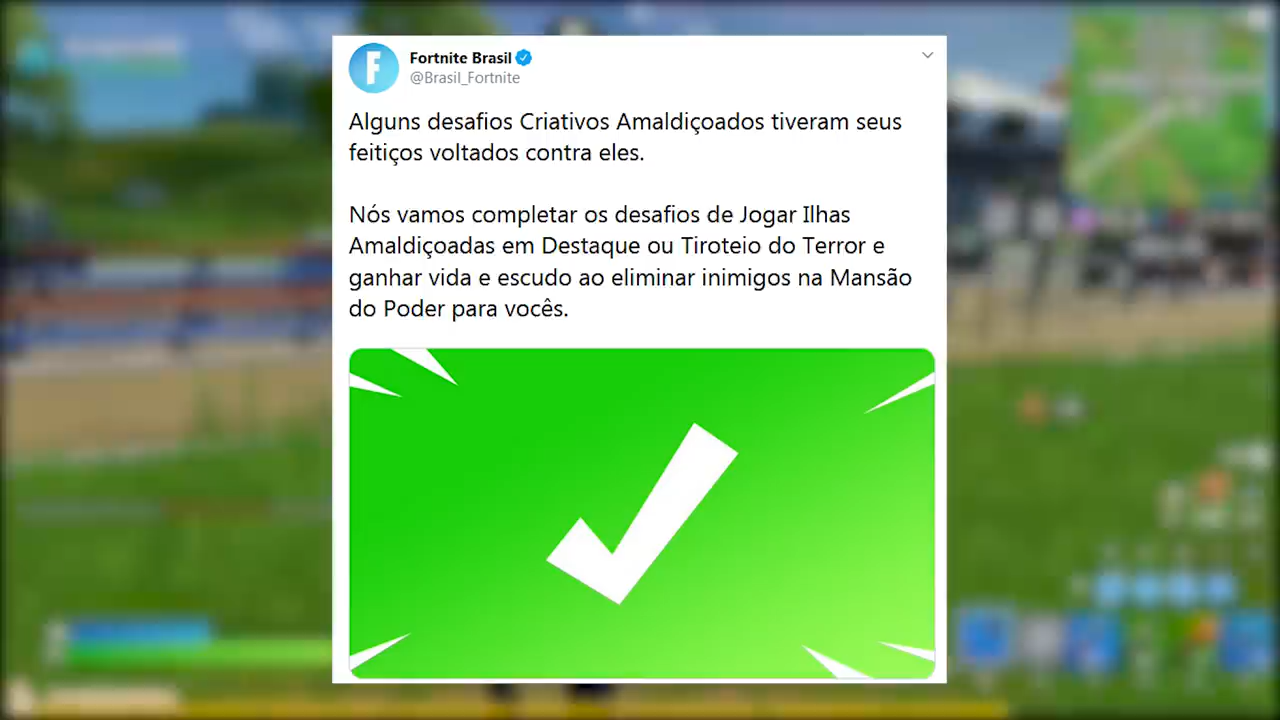 Fortnite Brasil
@Brasil_Fortnite
Alguns desafios Criativos Amaldiçoados tiveram seus
feitiços voltados contra eles.
Nós vamos completar os desafios de Jogar Ilhas
Amaldiçoadas em Destaque ou Tiroteio do Terror e
ganhar vida e escudo ao eliminar inimigos na Mansão
do Poder para vocês.